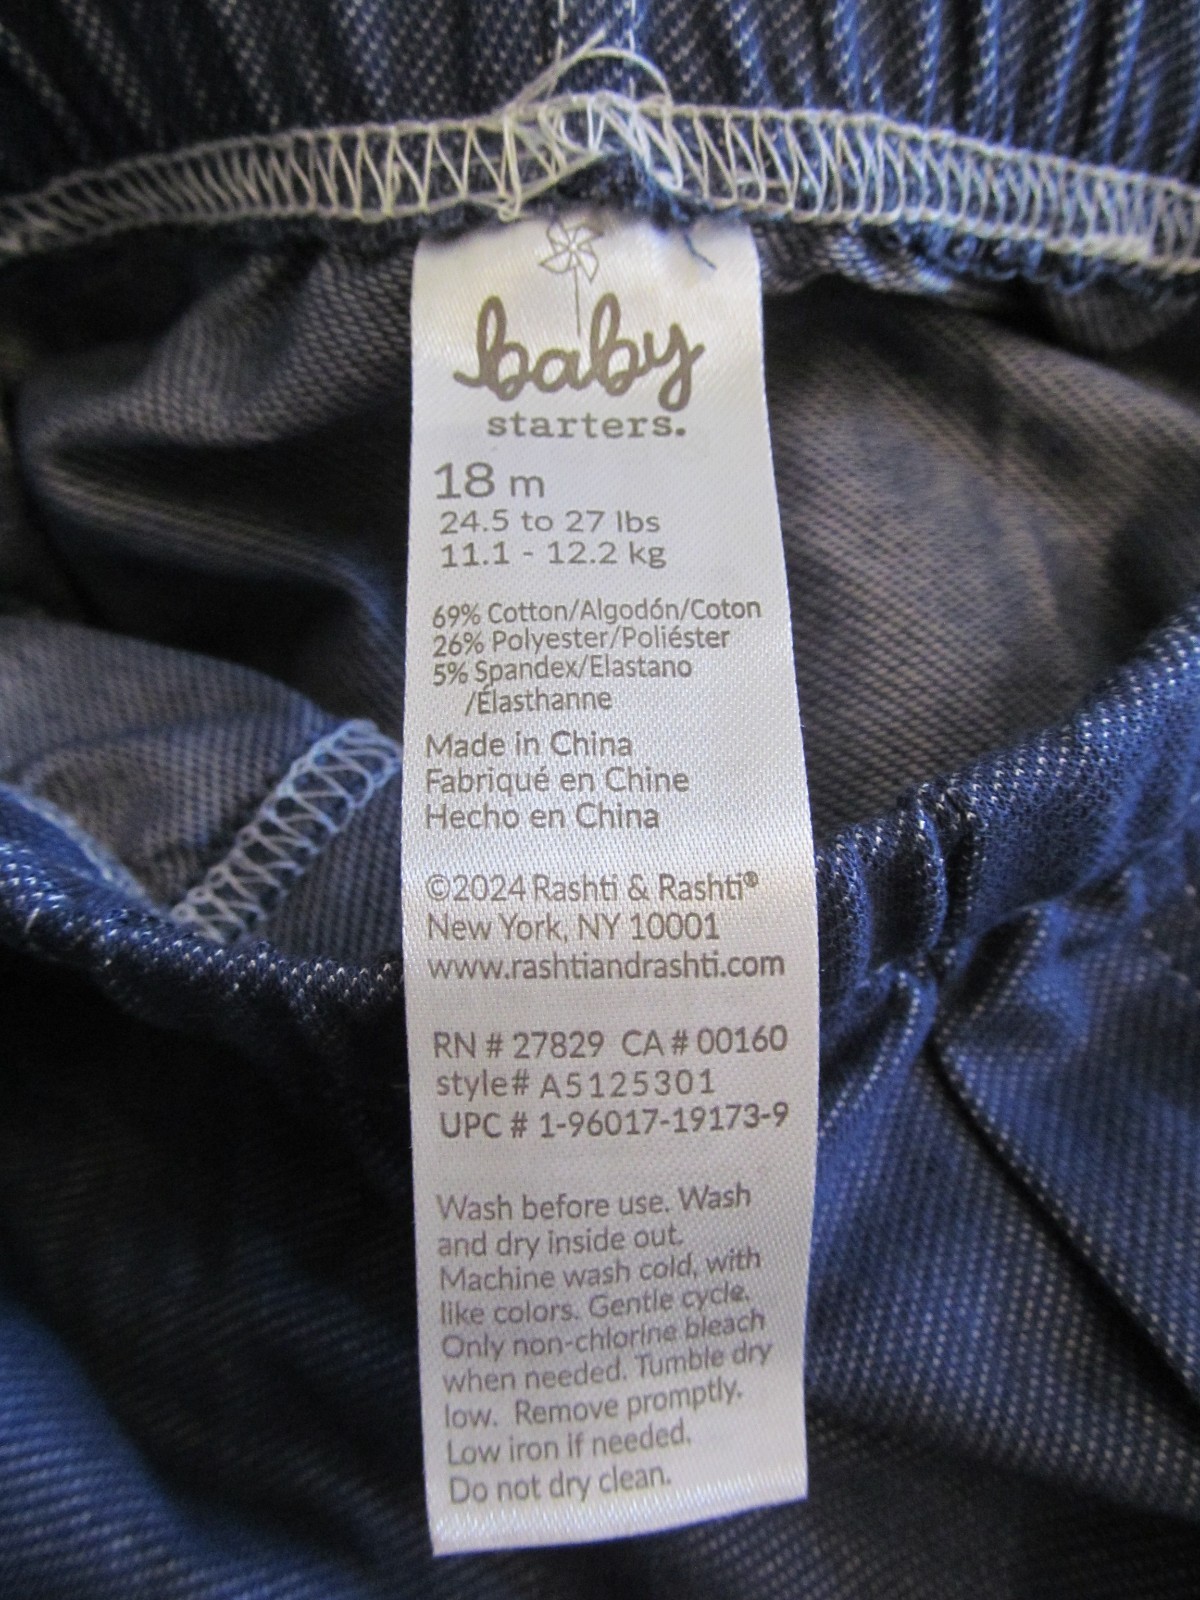 baby
starters.
18 m
24.5 to 27 lbs
11.1 - 12.2 kg
69% Cotton/Algodón/Coton
26% Polyester/Poliéster
5% Spandex/Elastano
/Élasthanne
Made in China
Fabriqué en Chine
Hecho en China
©2024 Rashti & Rashti®
New York, NY 10001
www.rashtiandrashti.com
RN # 27829 CA # 00160
style# A5125301
UPC # 1-96017-19173-9
Wash before use. Wash
and dry inside out.
Machine wash cold, with
like colors. Gentle cycle.
Only non-chlorine bleach
when needed. Tumble dry
low. Remove promptly.
Low iron if needed.
Do not dry clean.